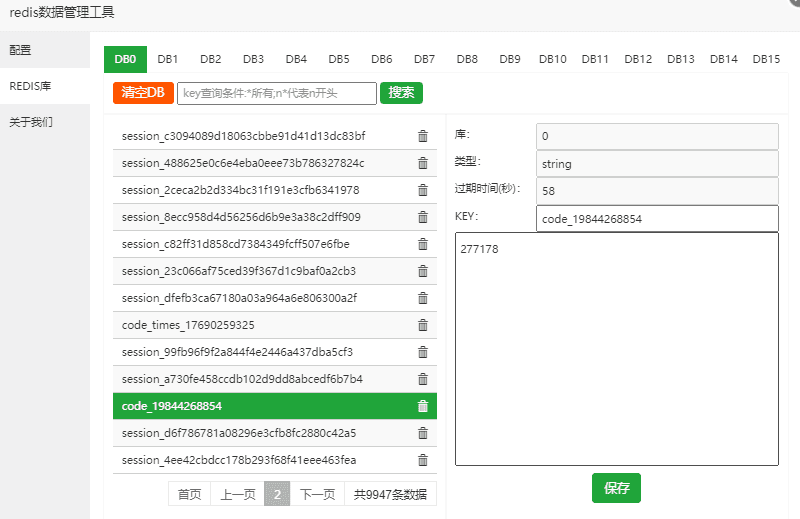 redis数据管理工具
配置
REDIS库
关于我们
DB0 DB1 DB2 DB3 DB4 DB5 DB6 DB7 DB8 DB9 DB10 DB11 DB12 DB13 DB14 DB15
清空DB key查询条件:*所有;n*代表n开头 搜索
session_c3094089d18063cbbe91d41d13dc83bf
session_488625e0c6e4eba0eee73b786327824c
session_2ceca2b2d334bc31f191e3cfb6341978
session_8ecc958d4d56256d6b9e3a38c2dff909
session_c82ff31d858cd7384349fcff507e6fbe
session_23c066af75ced39f367d1c9baf0a2cb3
session_dfefb3ca67180a03a964a6e806300a2f
code_times_17690259325
session_99fb96f9f2a844f4e2446a437dba5cf3
session_a730fe458ccdb102d9dd8abcedf6b7b4
code_19844268854
session_d6f786781a08296e3cfb8fc2880c42a5
session_4ee42cbdcc178b293f68f41eee463fea
首页 上一页 2 下一页 共9947条数据
库: 0
类型: string
过期时间(秒): 58
KEY: code_19844268854
277178
保存